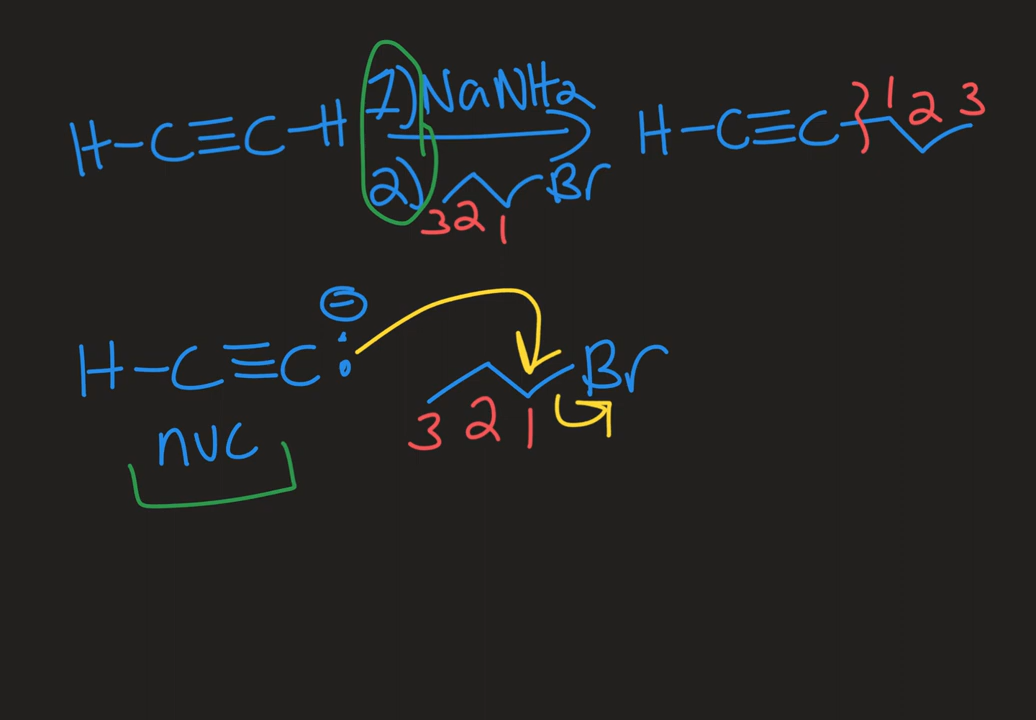 H-C≡C-H 1) NaNH2 H-C≡C-} 1 2 3
2) Br
3 2 1
⊖
H-C≡C: Br
3 2 1
nuc